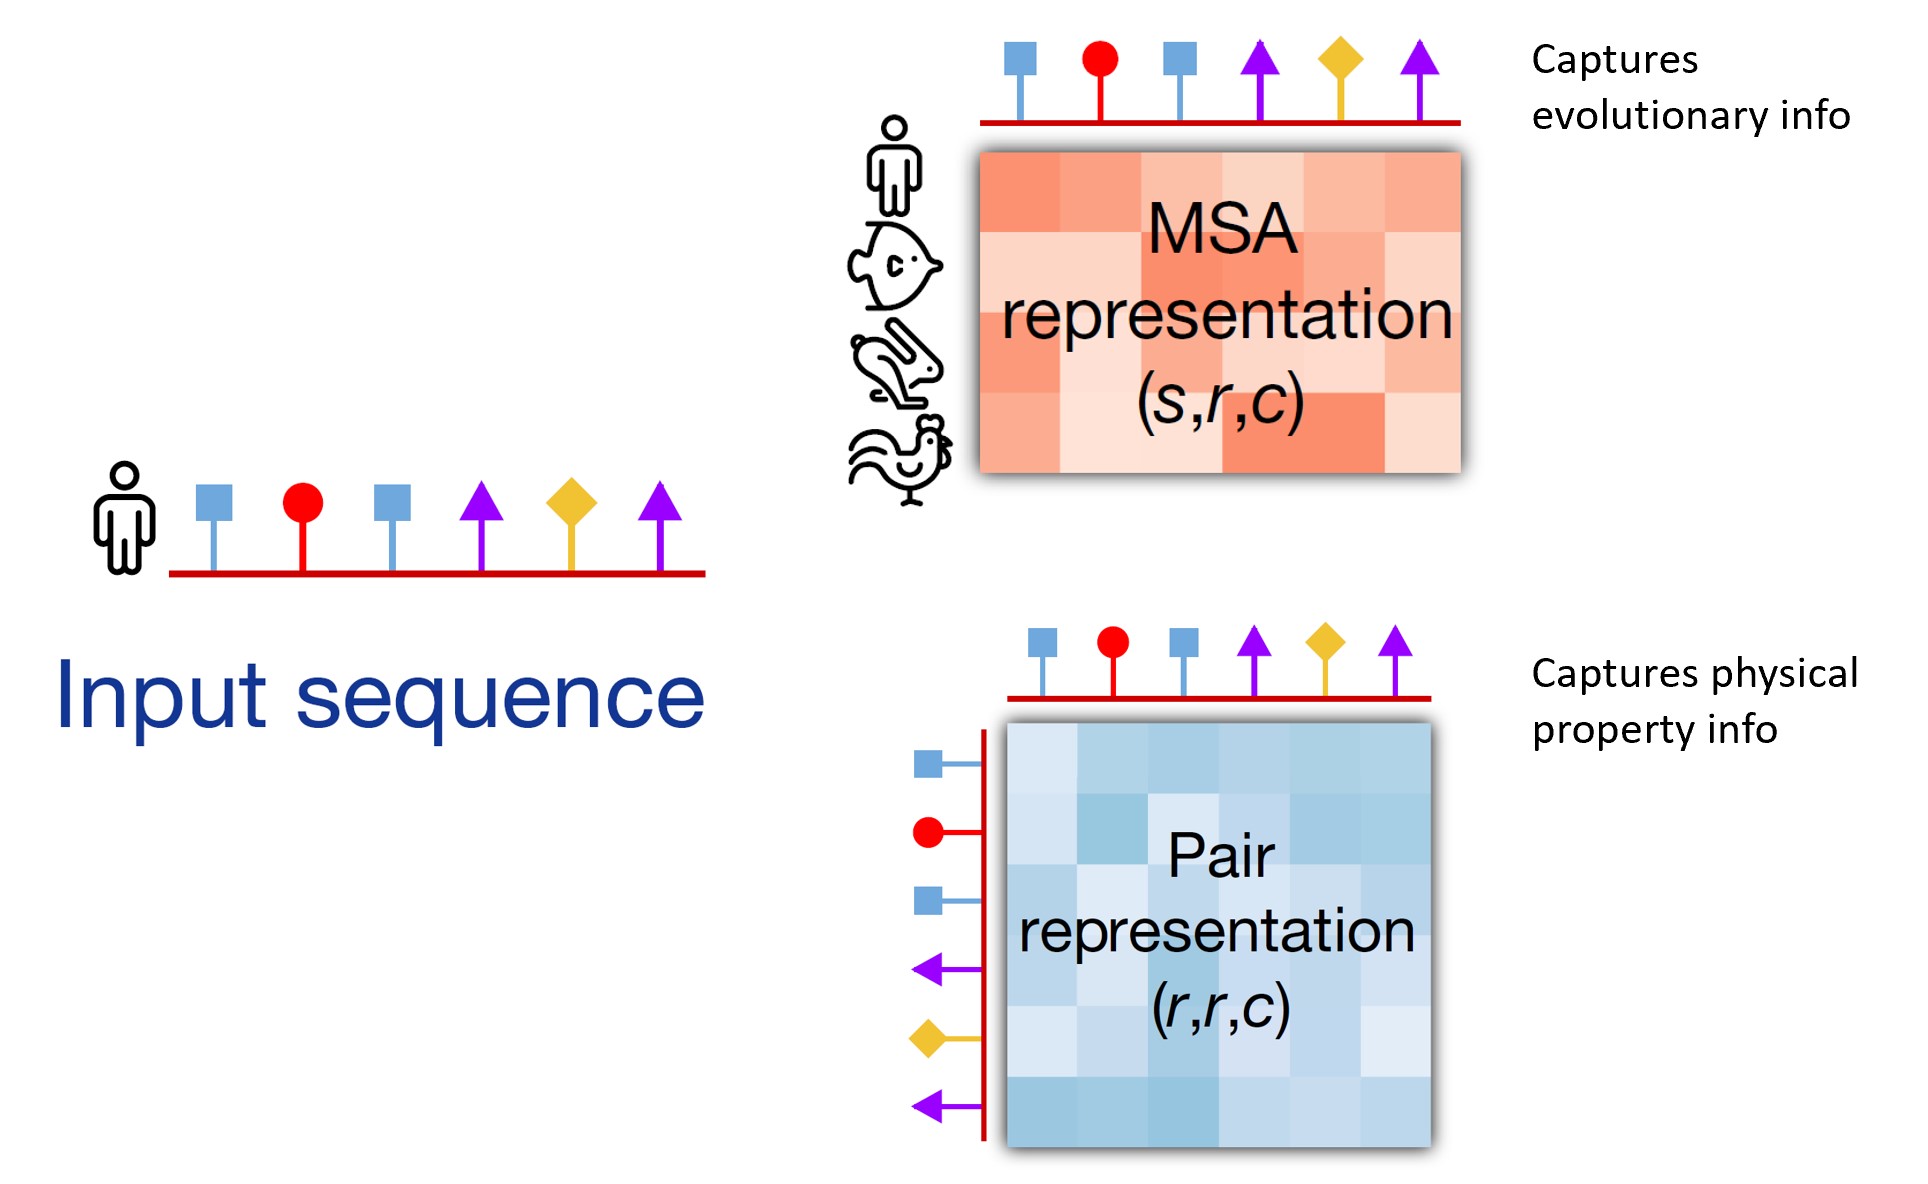 Captures
evolutionary info
MSA
representation
(s,r,c)
Input sequence
Captures physical
property info
Pair
representation
(r,r,c)